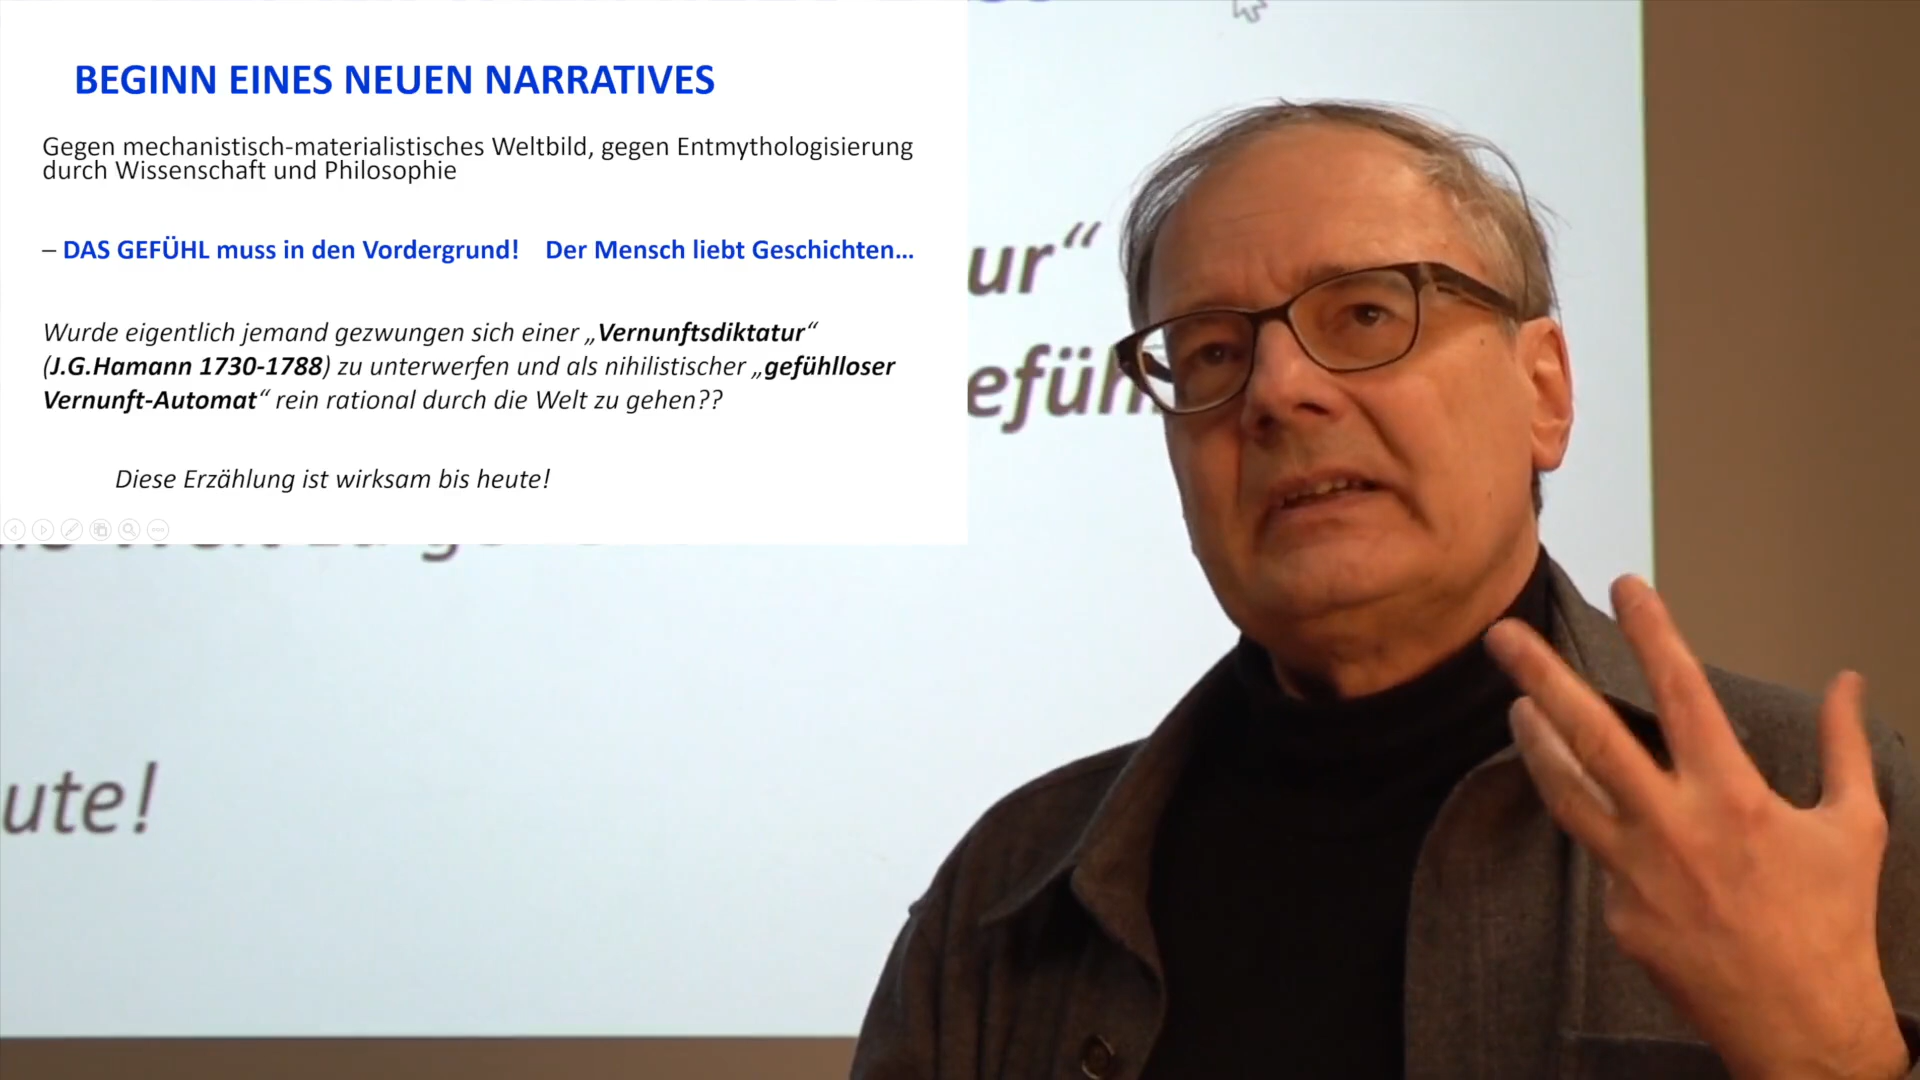 BEGINN EINES NEUEN NARRATIVES
Gegen mechanistisch-materialistisches Weltbild, gegen Entmythologisierung
durch Wissenschaft und Philosophie
– DAS GEFÜHL muss in den Vordergrund! Der Mensch liebt Geschichten...
Wurde eigentlich jemand gezwungen sich einer „Vernunftsdiktatur“
(J.G.Hamann 1730-1788) zu unterwerfen und als nihilistischer „gefühlloser
Vernunft-Automat“ rein rational durch die Welt zu gehen??
Diese Erzählung ist wirksam bis heute!
ur“
efüh
ute!